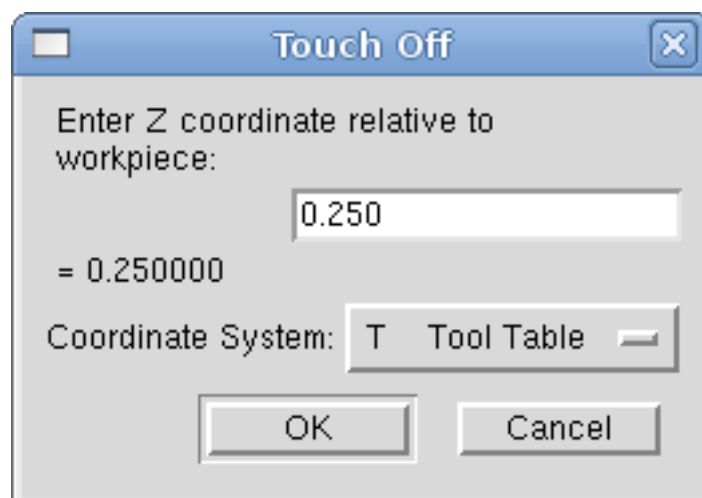 Touch Off
Enter Z coordinate relative to
workpiece:
0.250
= 0.250000
Coordinate System: T Tool Table
OK Cancel